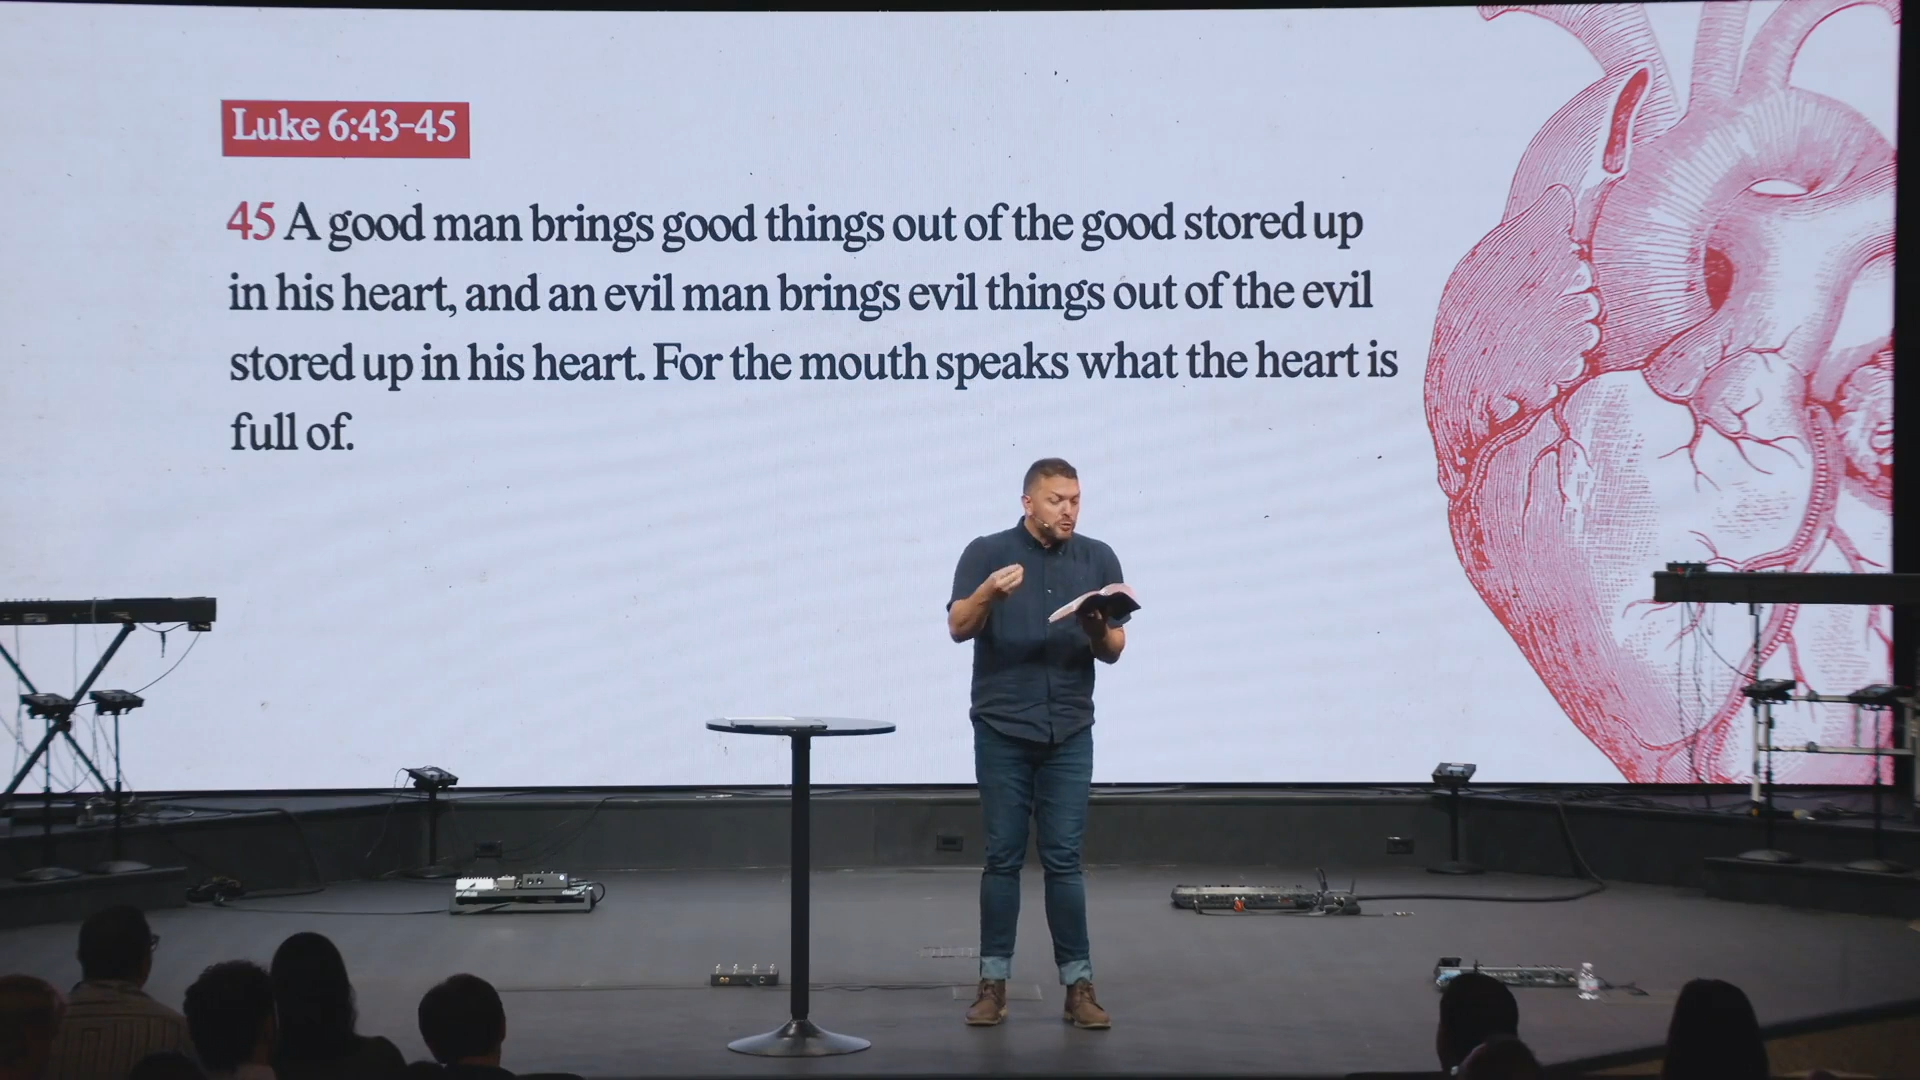 Luke 6:43-45
45 A good man brings good things out of the good stored up
in his heart, and an evil man brings evil things out of the evil
stored up in his heart. For the mouth speaks what the heart is
full of.